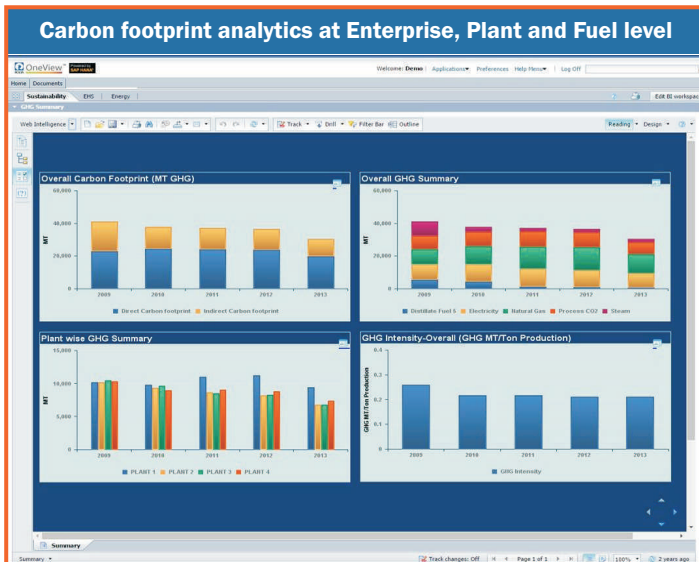 Carbon footprint analytics at Enterprise, Plant and Fuel level
OneView™ Powered by SAP HANA®
Welcome: Demo | Applications Preferences Help Menu | Log Off
Home Documents
Sustainability EHS Energy Edit BI workspac
GHG Summary
Web Intelligence Track Drill Filter Bar Outline Reading Design
Overall Carbon Footprint (MT GHG)
60,000
40,000
MT
20,000
0
2009 2010 2011 2012 2013
Direct Carbon footprint Indirect Carbon footprint
Overall GHG Summary
60,000
40,000
MT
20,000
0
2009 2010 2011 2012 2013
Distillate Fuel 5 Electricity Natural Gas Process CO2 Steam
Plant wise GHG Summary
15,000
10,000
MT
5,000
0
2009 2010 2011 2012 2013
PLANT 1 PLANT 2 PLANT 3 PLANT 4
GHG Intensity-Overall (GHG MT/Ton Production)
0.4
0.3
GHG MT/Ton Production
0.2
0.1
0
2009 2010 2011 2012 2013
GHG Intensity
Summary
Summary Track changes: Off Page 1 of 1 100% 2 years ago